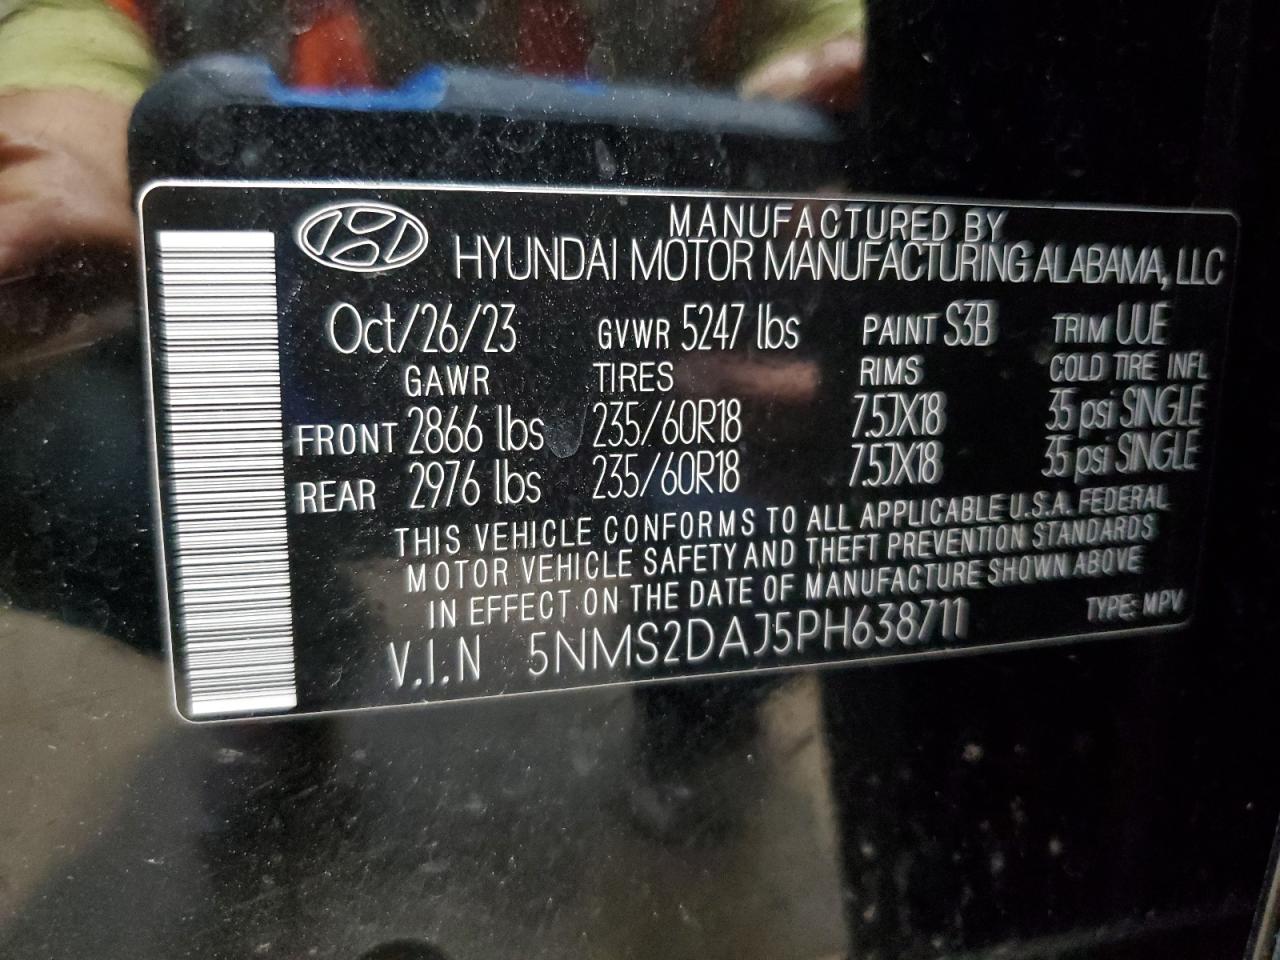 MANUFACTURED BY
HYUNDAI MOTOR MANUFACTURING ALABAMA, LLC
Oct/26/23 GVWR 5247 lbs PAINT S3B TRIM UUE
GAWR TIRES RIMS COLD TIRE INFL
FRONT 2866 lbs 235/60R18 7.5JX18 35 psi SINGLE
REAR 2976 lbs 235/60R18 7.5JX18 35 psi SINGLE
THIS VEHICLE CONFORMS TO ALL APPLICABLE U.S.A. FEDERAL
MOTOR VEHICLE SAFETY AND THEFT PREVENTION STANDARDS
IN EFFECT ON THE DATE OF MANUFACTURE SHOWN ABOVE
V.I.N 5NMS2DAJ5PH638711 TYPE: MPV